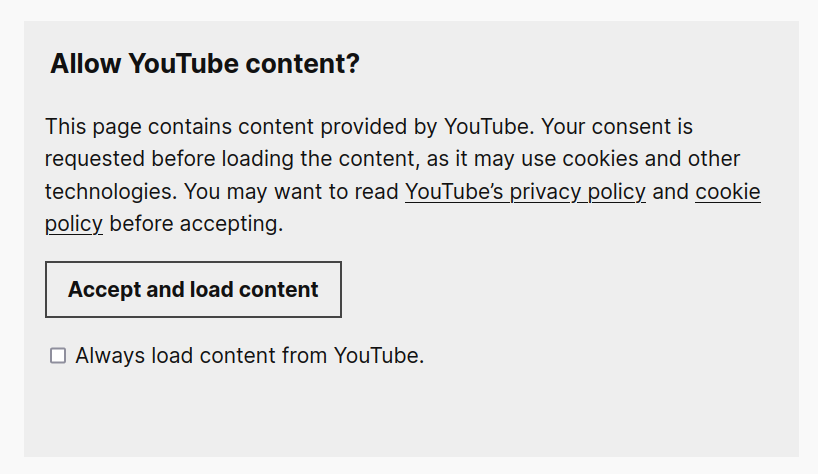 Allow YouTube content?
This page contains content provided by YouTube. Your consent is
requested before loading the content, as it may use cookies and other
technologies. You may want to read YouTube’s privacy policy and cookie
policy before accepting.
Accept and load content
Always load content from YouTube.